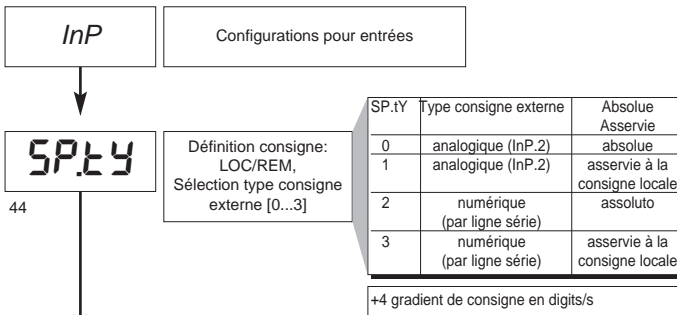 InP
Configurations pour entrées
SP.tY
44
Définition consigne:
LOC/REM,
Sélection type consigne
externe [0...3]
SP.tY Type consigne externe Absolue
Asservie
0 analogique (InP.2) absolue
1 analogique (InP.2) asservie à la
consigne locale
2 numérique assoluto
(par ligne série)
3 numérique asservie à la
(par ligne série) consigne locale
+4 gradient de consigne en digits/s